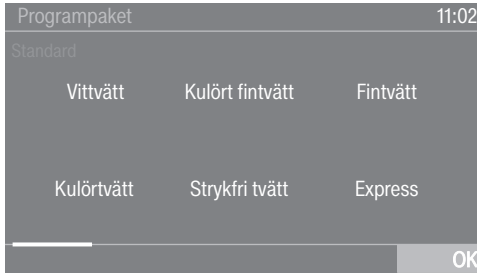 Programpaket 11:02
Standard
Vittvätt Kulört fintvätt Fintvätt
Kulörtvätt Strykfri tvätt Express
OK